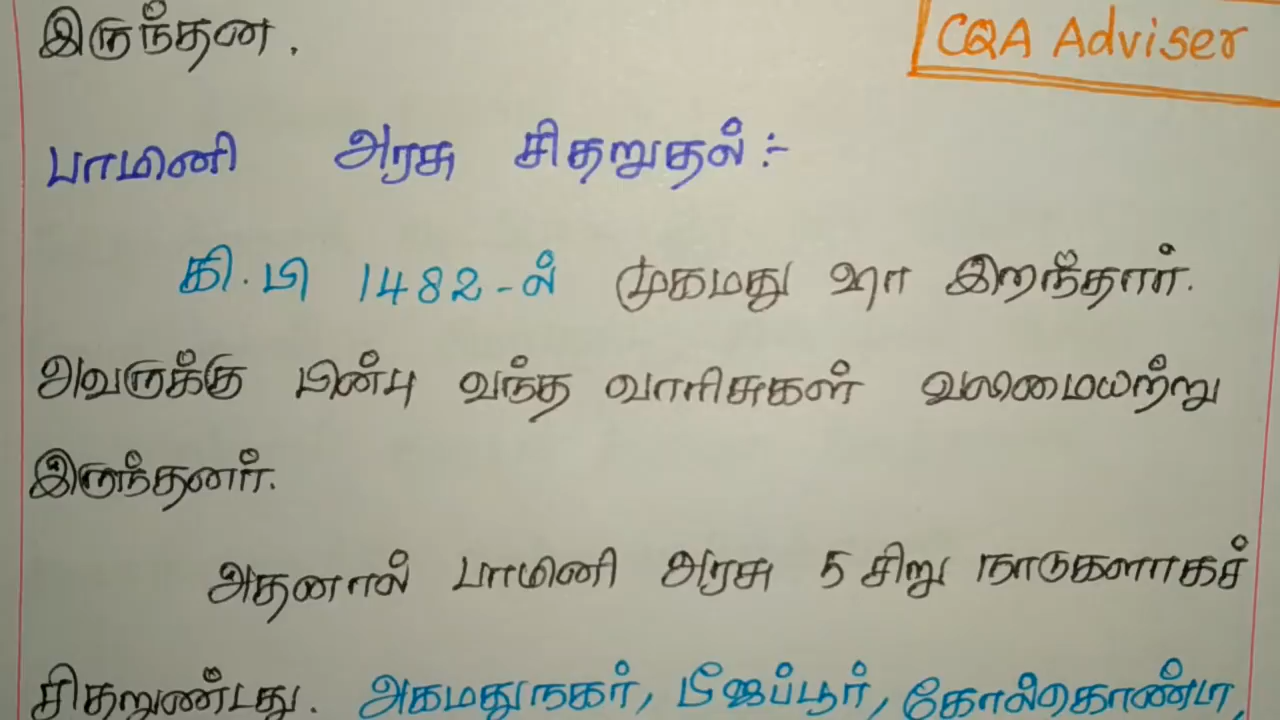 இருந்தன.
CQA Adviser
பாமினி அரசு சிதறுதல் :-
கி.பி 1482-ல் முகமது ஷா இறந்தார்.
அவருக்கு பின்பு வந்த வாரிசுகள் வலிமையற்று
இருந்தனர்.
அதனால் பாமினி அரசு 5 சிறு நாடுகளாகச்
சிதறுண்டது. அகமதுநகர், பீஜப்பூர், கோல்கொண்டா,